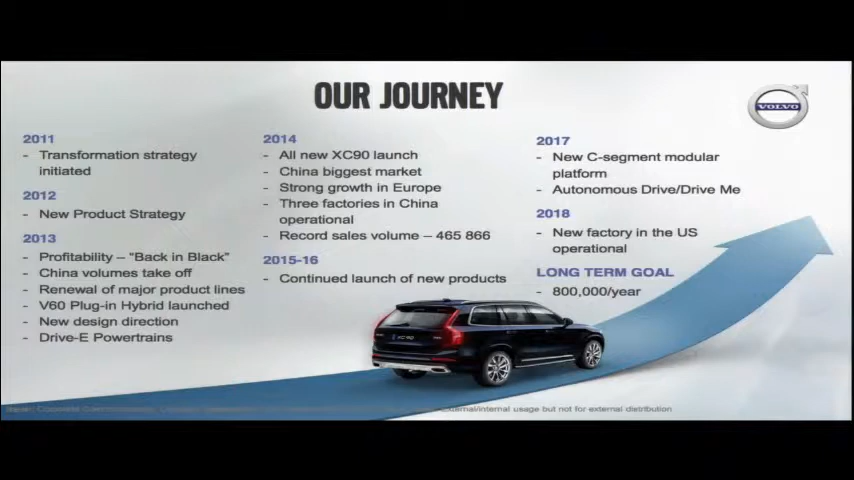 OUR JOURNEY
VOLVO
2011
- Transformation strategy
initiated
2012
- New Product Strategy
2013
- Profitability – "Back in Black"
- China volumes take off
- Renewal of major product lines
- V60 Plug-in Hybrid launched
- New design direction
- Drive-E Powertrains
2014
- All new XC90 launch
- China biggest market
- Strong growth in Europe
- Three factories in China
operational
- Record sales volume – 465 866
2015-16
- Continued launch of new products
2017
- New C-segment modular
platform
- Autonomous Drive/Drive Me
2018
- New factory in the US
operational
LONG TERM GOAL
- 800,000/year
XC90
External/internal usage but not for external distribution